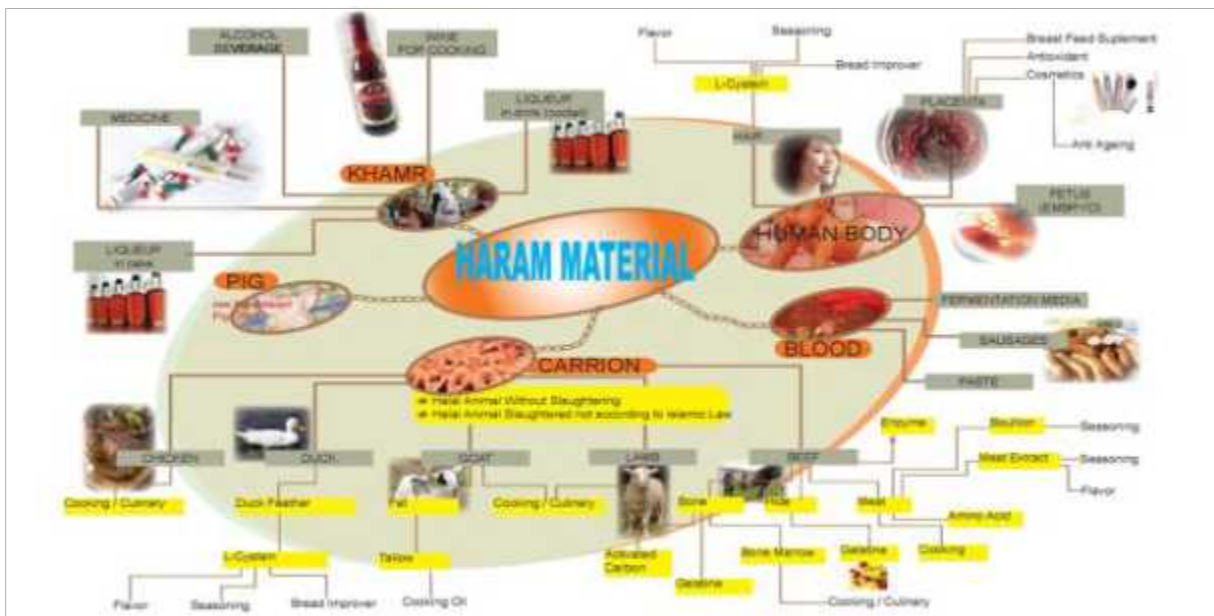 ALCOHOL
BEVERAGE
WINE
FOR COOKING
Flavor
Seasoning
Bread Improver
L-Cystein
Breast Feed Suplement
Antioxidant
Cosmetics
Anti Ageing
MEDICINE
LIQUEUR
PLACENTA
HAIR
KHAMR
FETUS
(EMBRYO)
HUMAN BODY
HARAM MATERIAL
LIQUEUR
in cake
PIG
FERMENTATION MEDIA
SAUSAGES
BLOOD
PASTE
CARRION
Halal Animal Without Slaughtering
Halal Animal Slaughtered not according to Islamic Law
Enzyme
Bouillon
Seasoning
CHICKEN
DUCK
GOAT
LAMB
BEEF
Meat Extract
Seasoning
Flavor
Cooking / Culinary
Duck Feather
Fat
Cooking / Culinary
Bone
Hide
Meat
Amino Acid
L-Cystein
Tallow
Activated
Carbon
Bone Marrow
Gelatine
Cooking
Gelatine
Flavor
Seasoning
Bread Improver
Cooking Oil
Cooking / Culinary